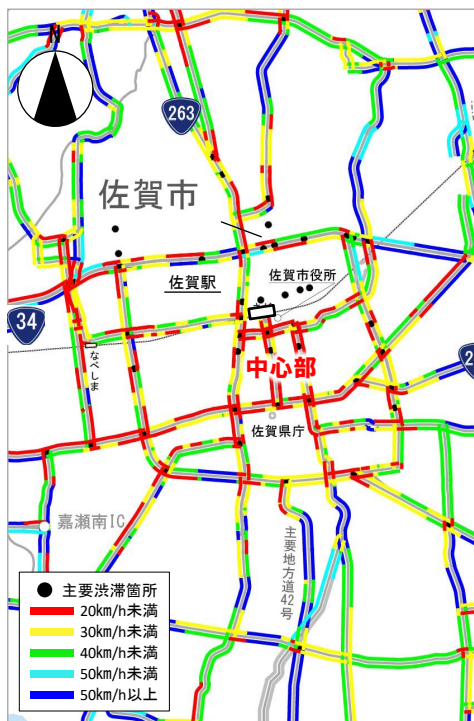 N
263
佐賀市
佐賀駅
佐賀市役所
34
なべしま
中心部
佐賀県庁
嘉瀬南IC
主要地方道42号
主要渋滞箇所
20km/h未満
30km/h未満
40km/h未満
50km/h未満
50km/h以上